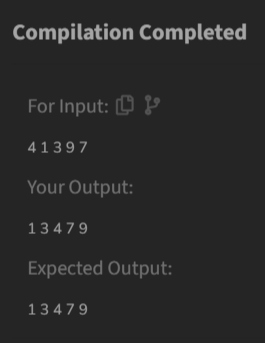 Compilation Completed
For Input:
4 1 3 9 7
Your Output:
1 3 4 7 9
Expected Output:
1 3 4 7 9